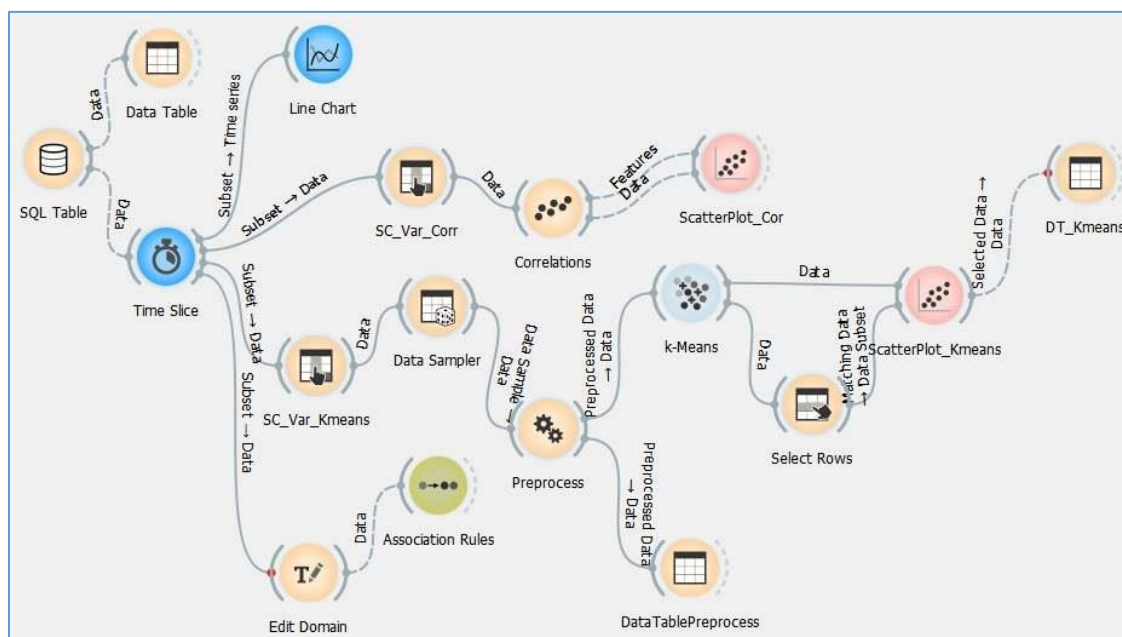 Data
Data Table
Subset → Time series
Line Chart
SQL Table
Data
Subset → Data
SC_Var_Corr
Data
Correlations
Features
Data
ScatterPlot_Cor
Selected Data →
Data
DT_Kmeans
Time Slice
Subset → Data
Subset → Data
SC_Var_Kmeans
Data
Data Sampler
Data Sample →
Data
Preprocessed Data
→ Data
k-Means
Data
Data
Matching Data
→ Data Subset
ScatterPlot_Kmeans
Select Rows
Preprocess
Preprocessed Data
→ Data
DataTablePreprocess
Data
Association Rules
Edit Domain
T